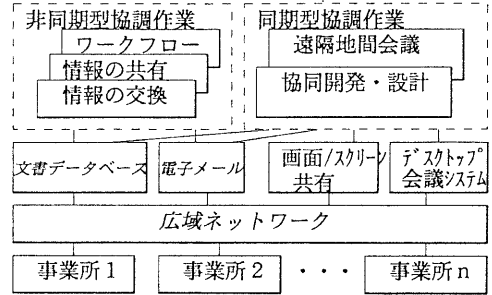 非同期型協調作業
同期型協調作業
ワークフロー
情報の共有
情報の交換
遠隔地間会議
協同開発・設計
文書データベース
電子メール
画面/スクリーン
共有
デスクトップ
会議システム
広域ネットワーク
事業所1
事業所2
・・・
事業所n